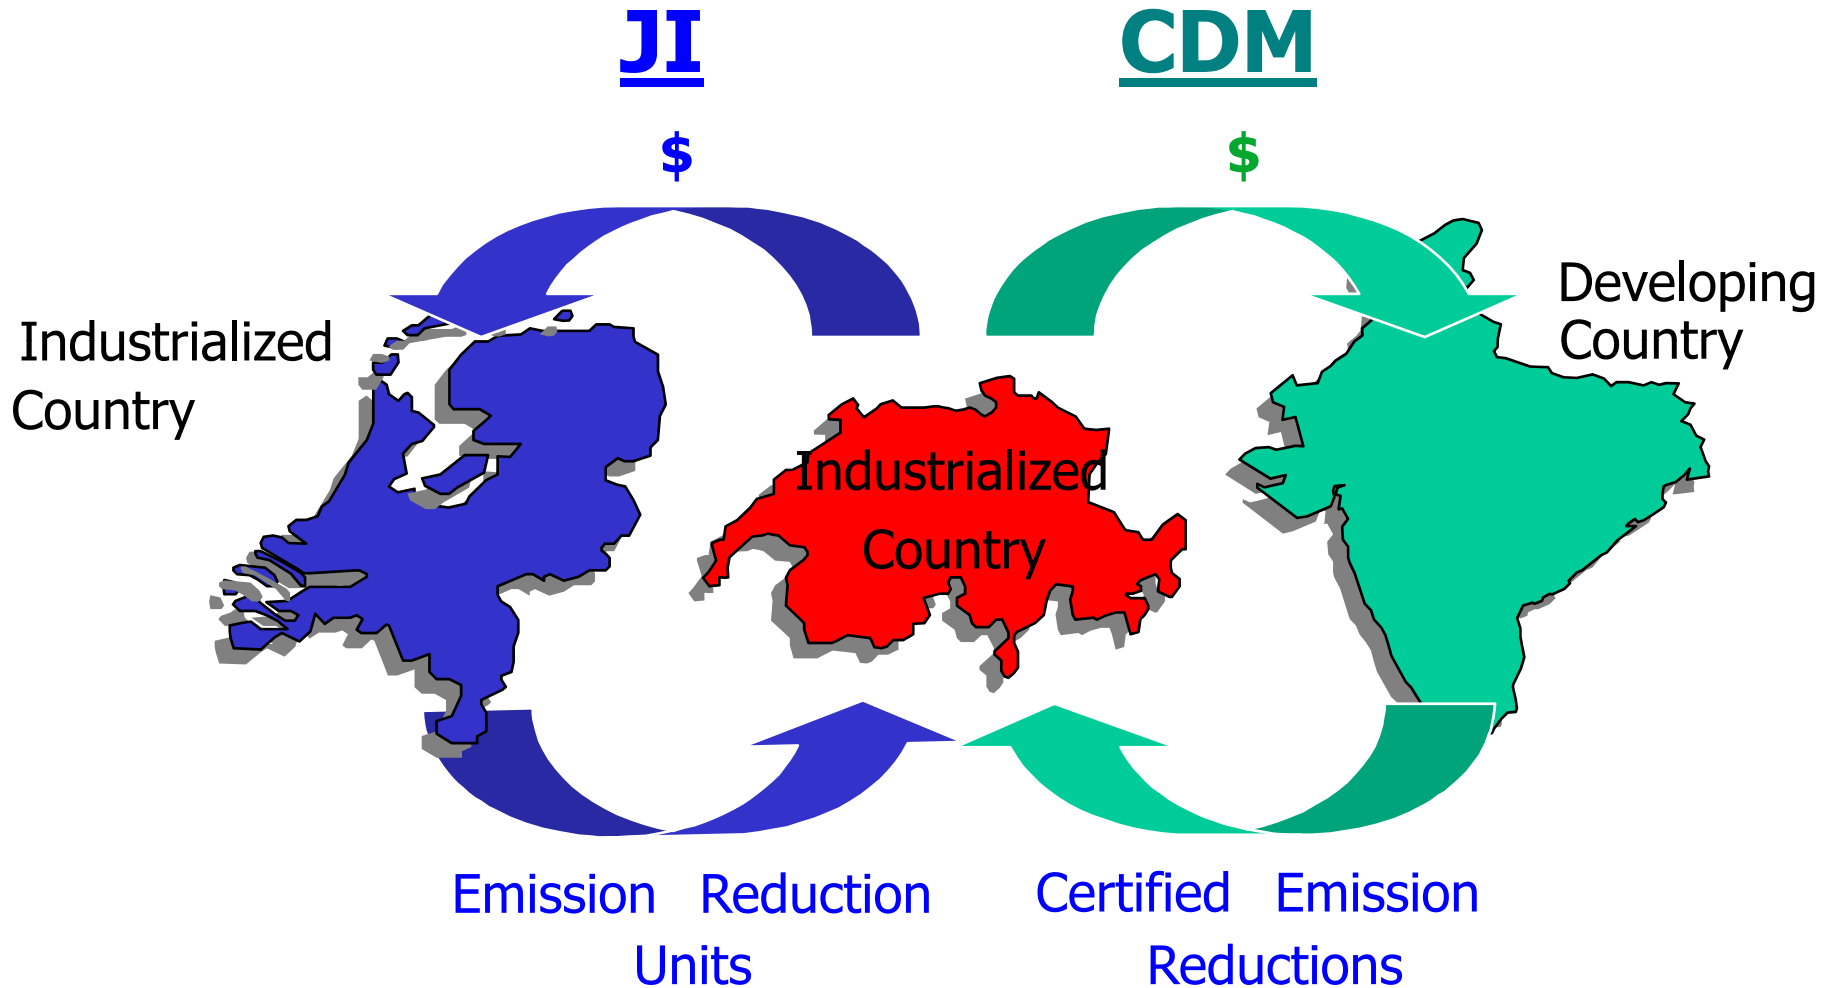 JI
CDM
$
$
Industrialized
Country
Developing
Country
Industrialized
Country
Emission Reduction
Units
Certified Emission
Reductions